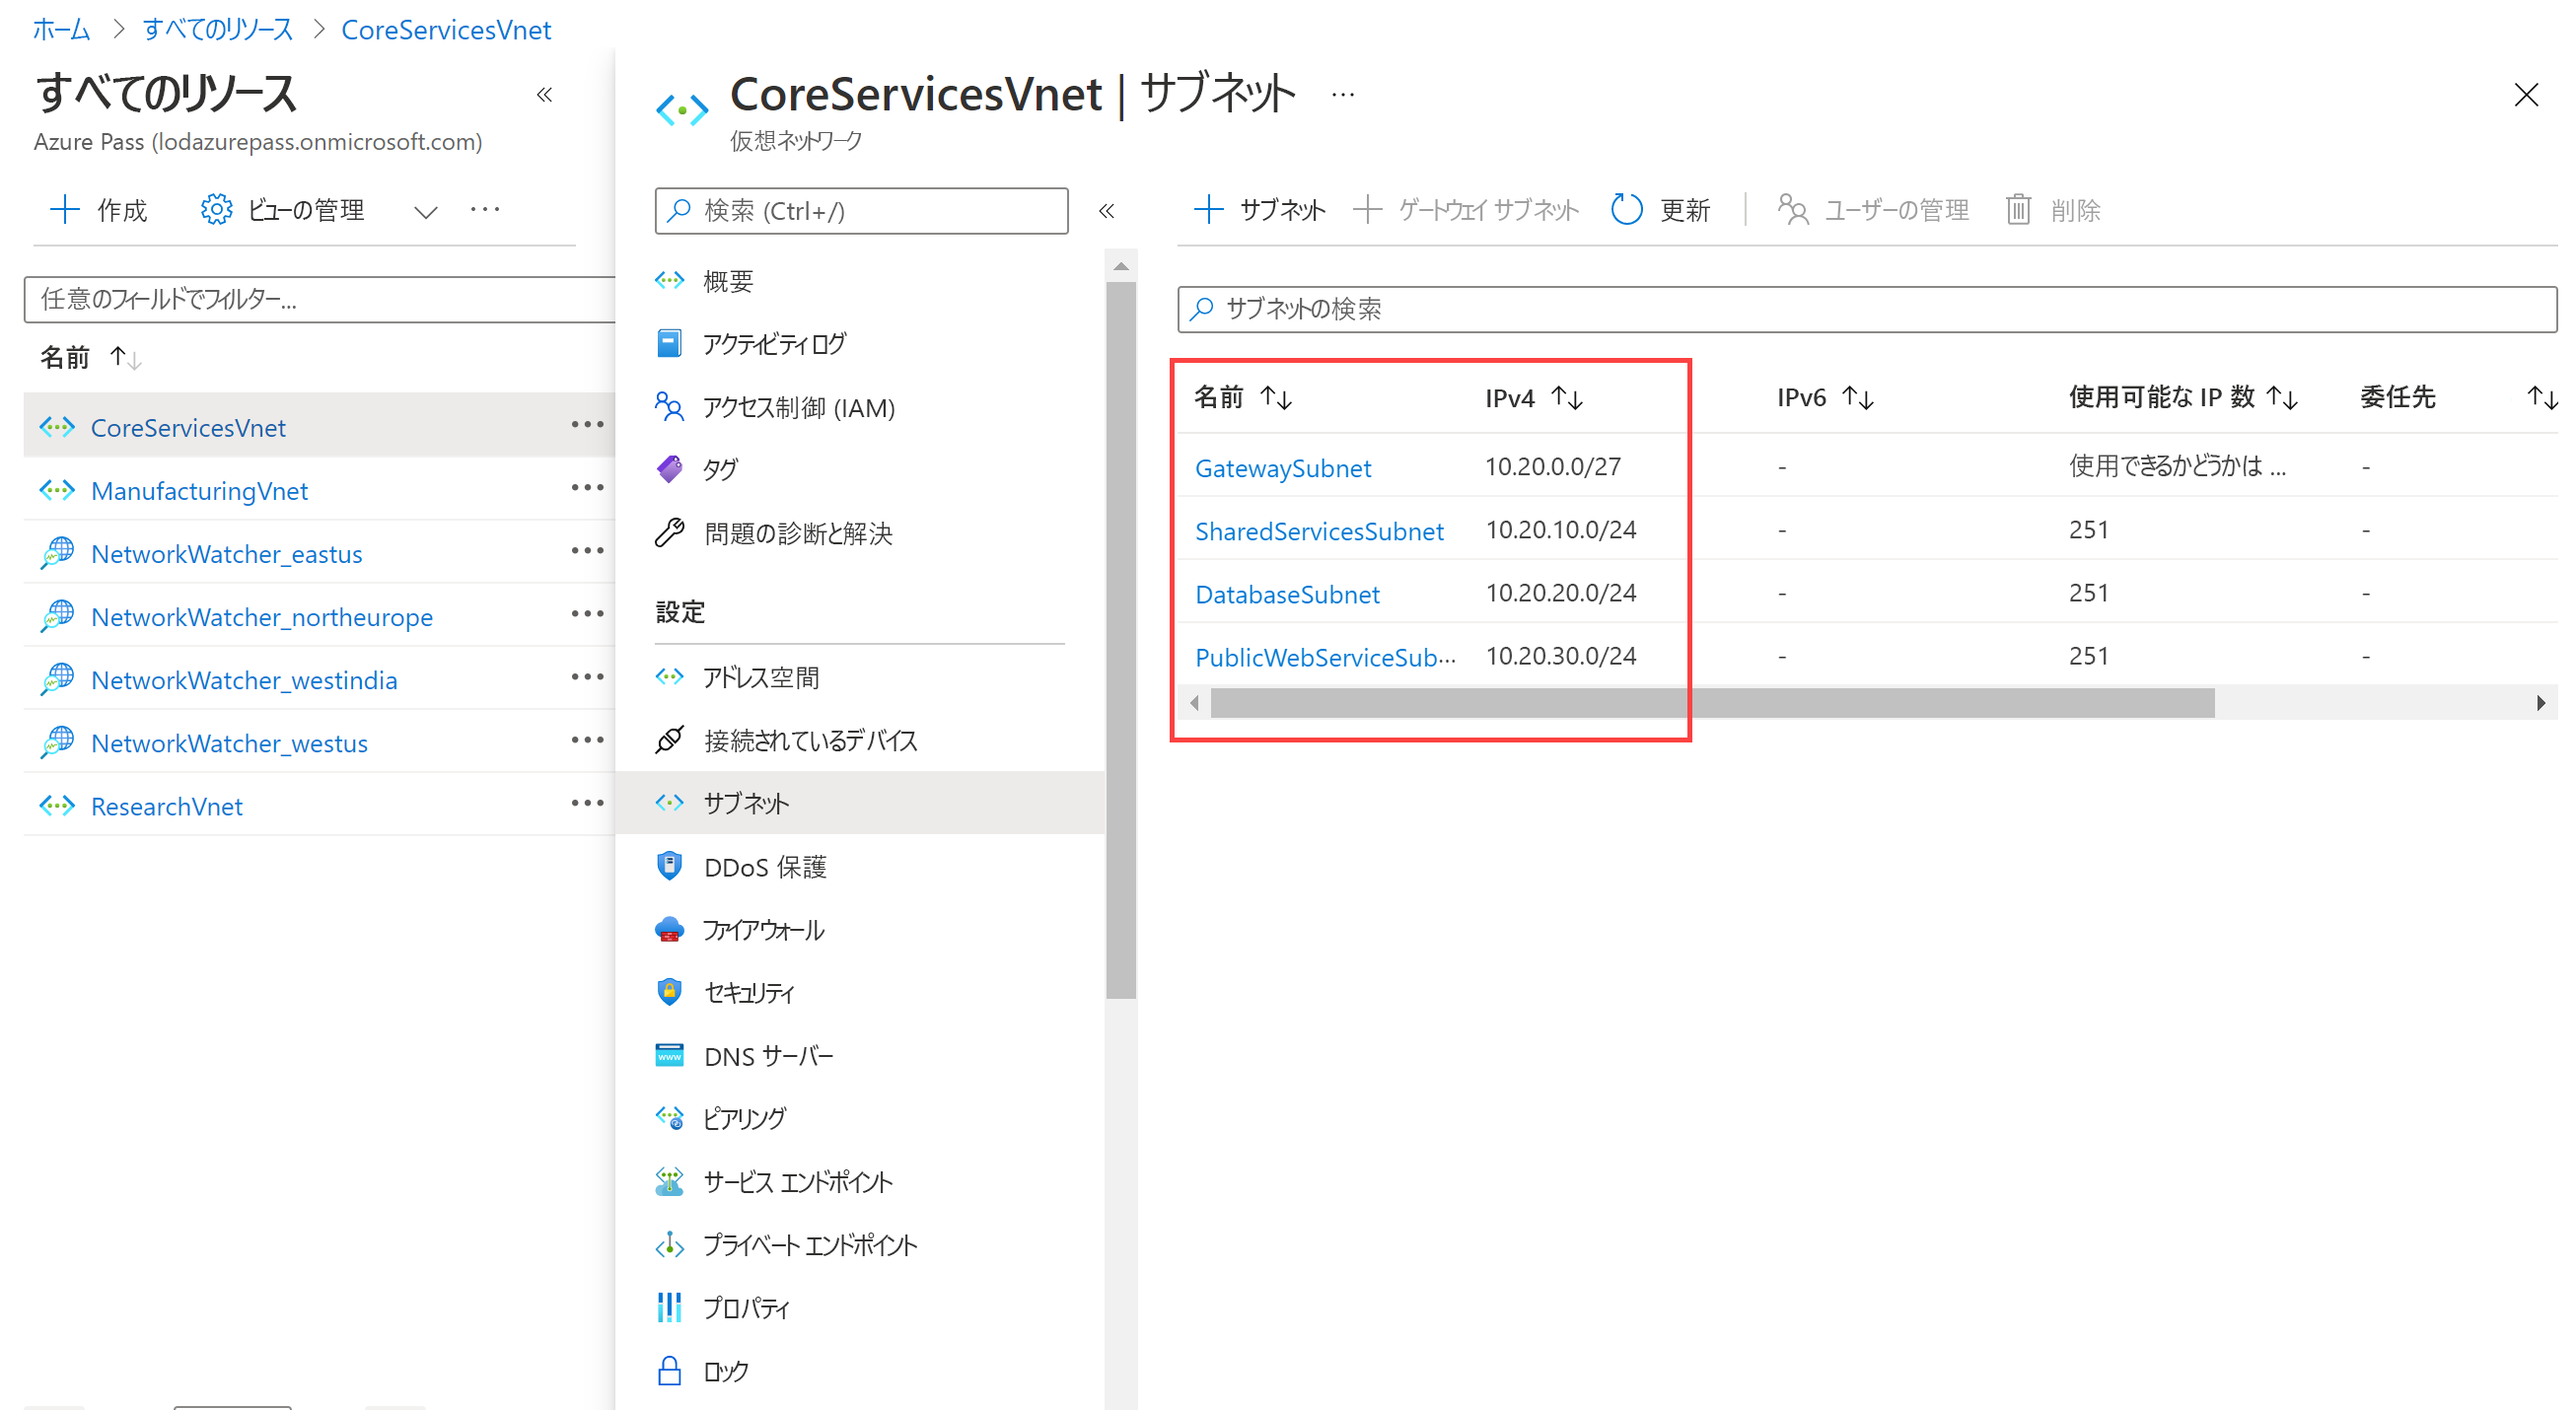 ホーム > すべてのリソース > CoreServicesVnet
すべてのリソース
Azure Pass (lodazurepass.onmicrosoft.com)
作成 ビューの管理
任意のフィールドでフィルター...
名前
CoreServicesVnet
ManufacturingVnet
NetworkWatcher_eastus
NetworkWatcher_northeurope
NetworkWatcher_westindia
NetworkWatcher_westus
ResearchVnet
CoreServicesVnet | サブネット
仮想ネットワーク
検索 (Ctrl+/)
概要
アクティビティ ログ
アクセス制御 (IAM)
タグ
問題の診断と解決
設定
アドレス空間
接続されているデバイス
サブネット
DDoS 保護
ファイアウォール
セキュリティ
DNS サーバー
ピアリング
サービス エンドポイント
プライベート エンドポイント
プロパティ
ロック
サブネット ゲートウェイ サブネット 更新 ユーザーの管理 削除
サブネットの検索
名前 IPv4 IPv6 使用可能な IP 数 委任先
GatewaySubnet 10.20.0.0/27 - 使用できるかどうかは ... -
SharedServicesSubnet 10.20.10.0/24 - 251 -
DatabaseSubnet 10.20.20.0/24 - 251 -
PublicWebServiceSub... 10.20.30.0/24 - 251 -